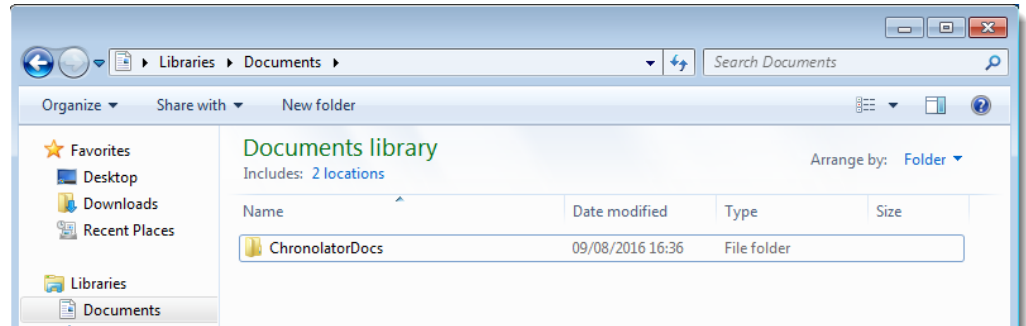 Libraries Documents
Search Documents
Organize Share with New folder
Favorites
Desktop
Downloads
Recent Places
Libraries
Documents
Documents library
Includes: 2 locations
Arrange by: Folder
Name Date modified Type Size
ChronolatorDocs 09/08/2016 16:36 File folder